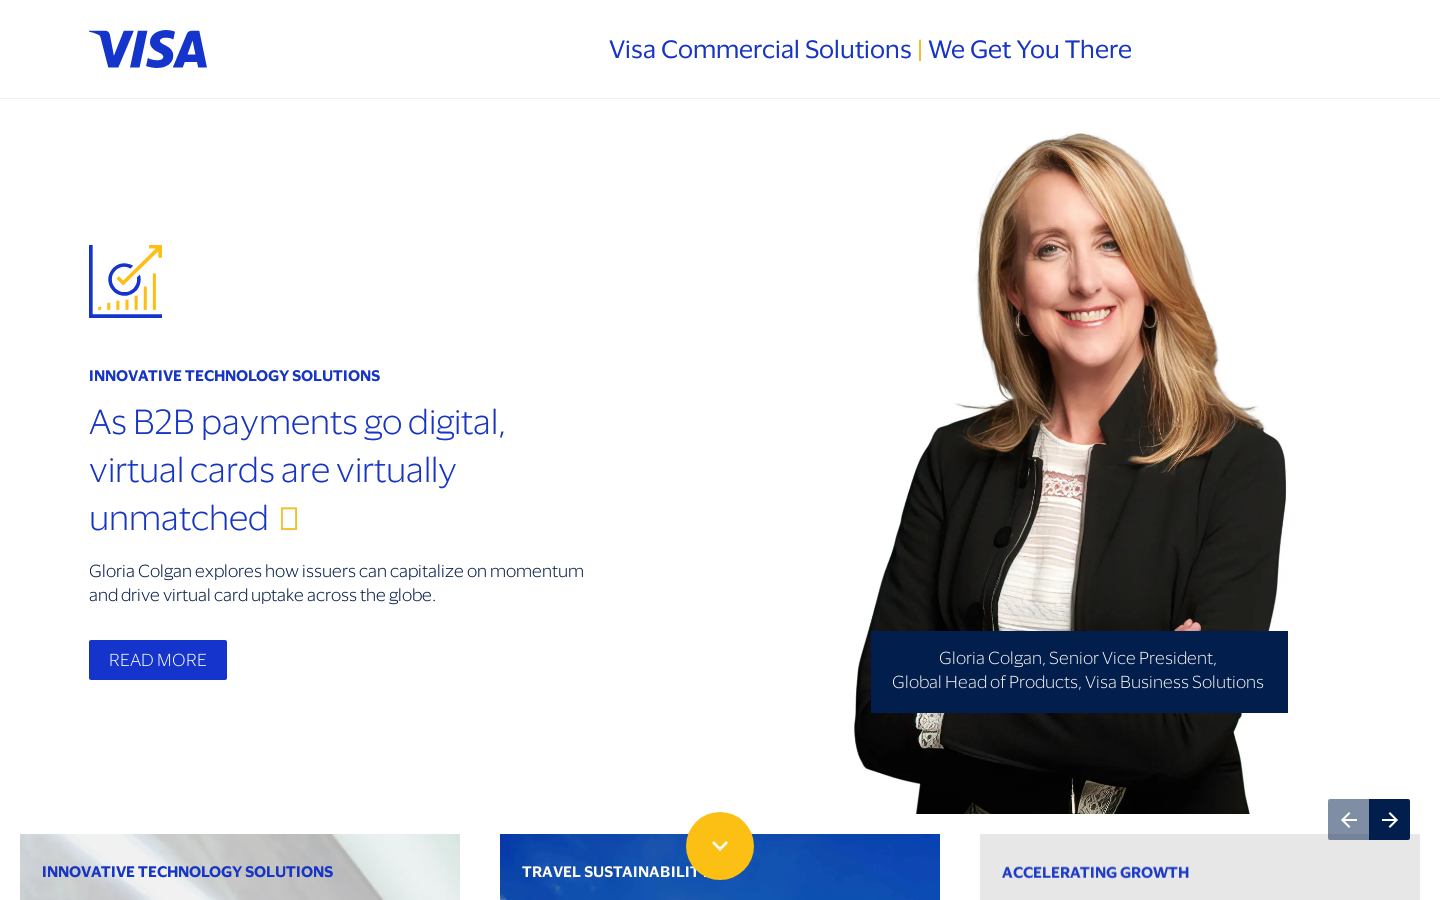 VISA
Visa Commercial Solutions | We Get You There
INNOVATIVE TECHNOLOGY SOLUTIONS
As B2B payments go digital,
virtual cards are virtually
unmatched
Gloria Colgan explores how issuers can capitalize on momentum
and drive virtual card uptake across the globe.
READ MORE
Gloria Colgan, Senior Vice President,
Global Head of Products, Visa Business Solutions
INNOVATIVE TECHNOLOGY SOLUTIONS
TRAVEL SUSTAINABILITY
ACCELERATING GROWTH